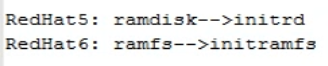 RedHat5: ramdisk-->initrd
RedHat6: ramfs-->initramfs